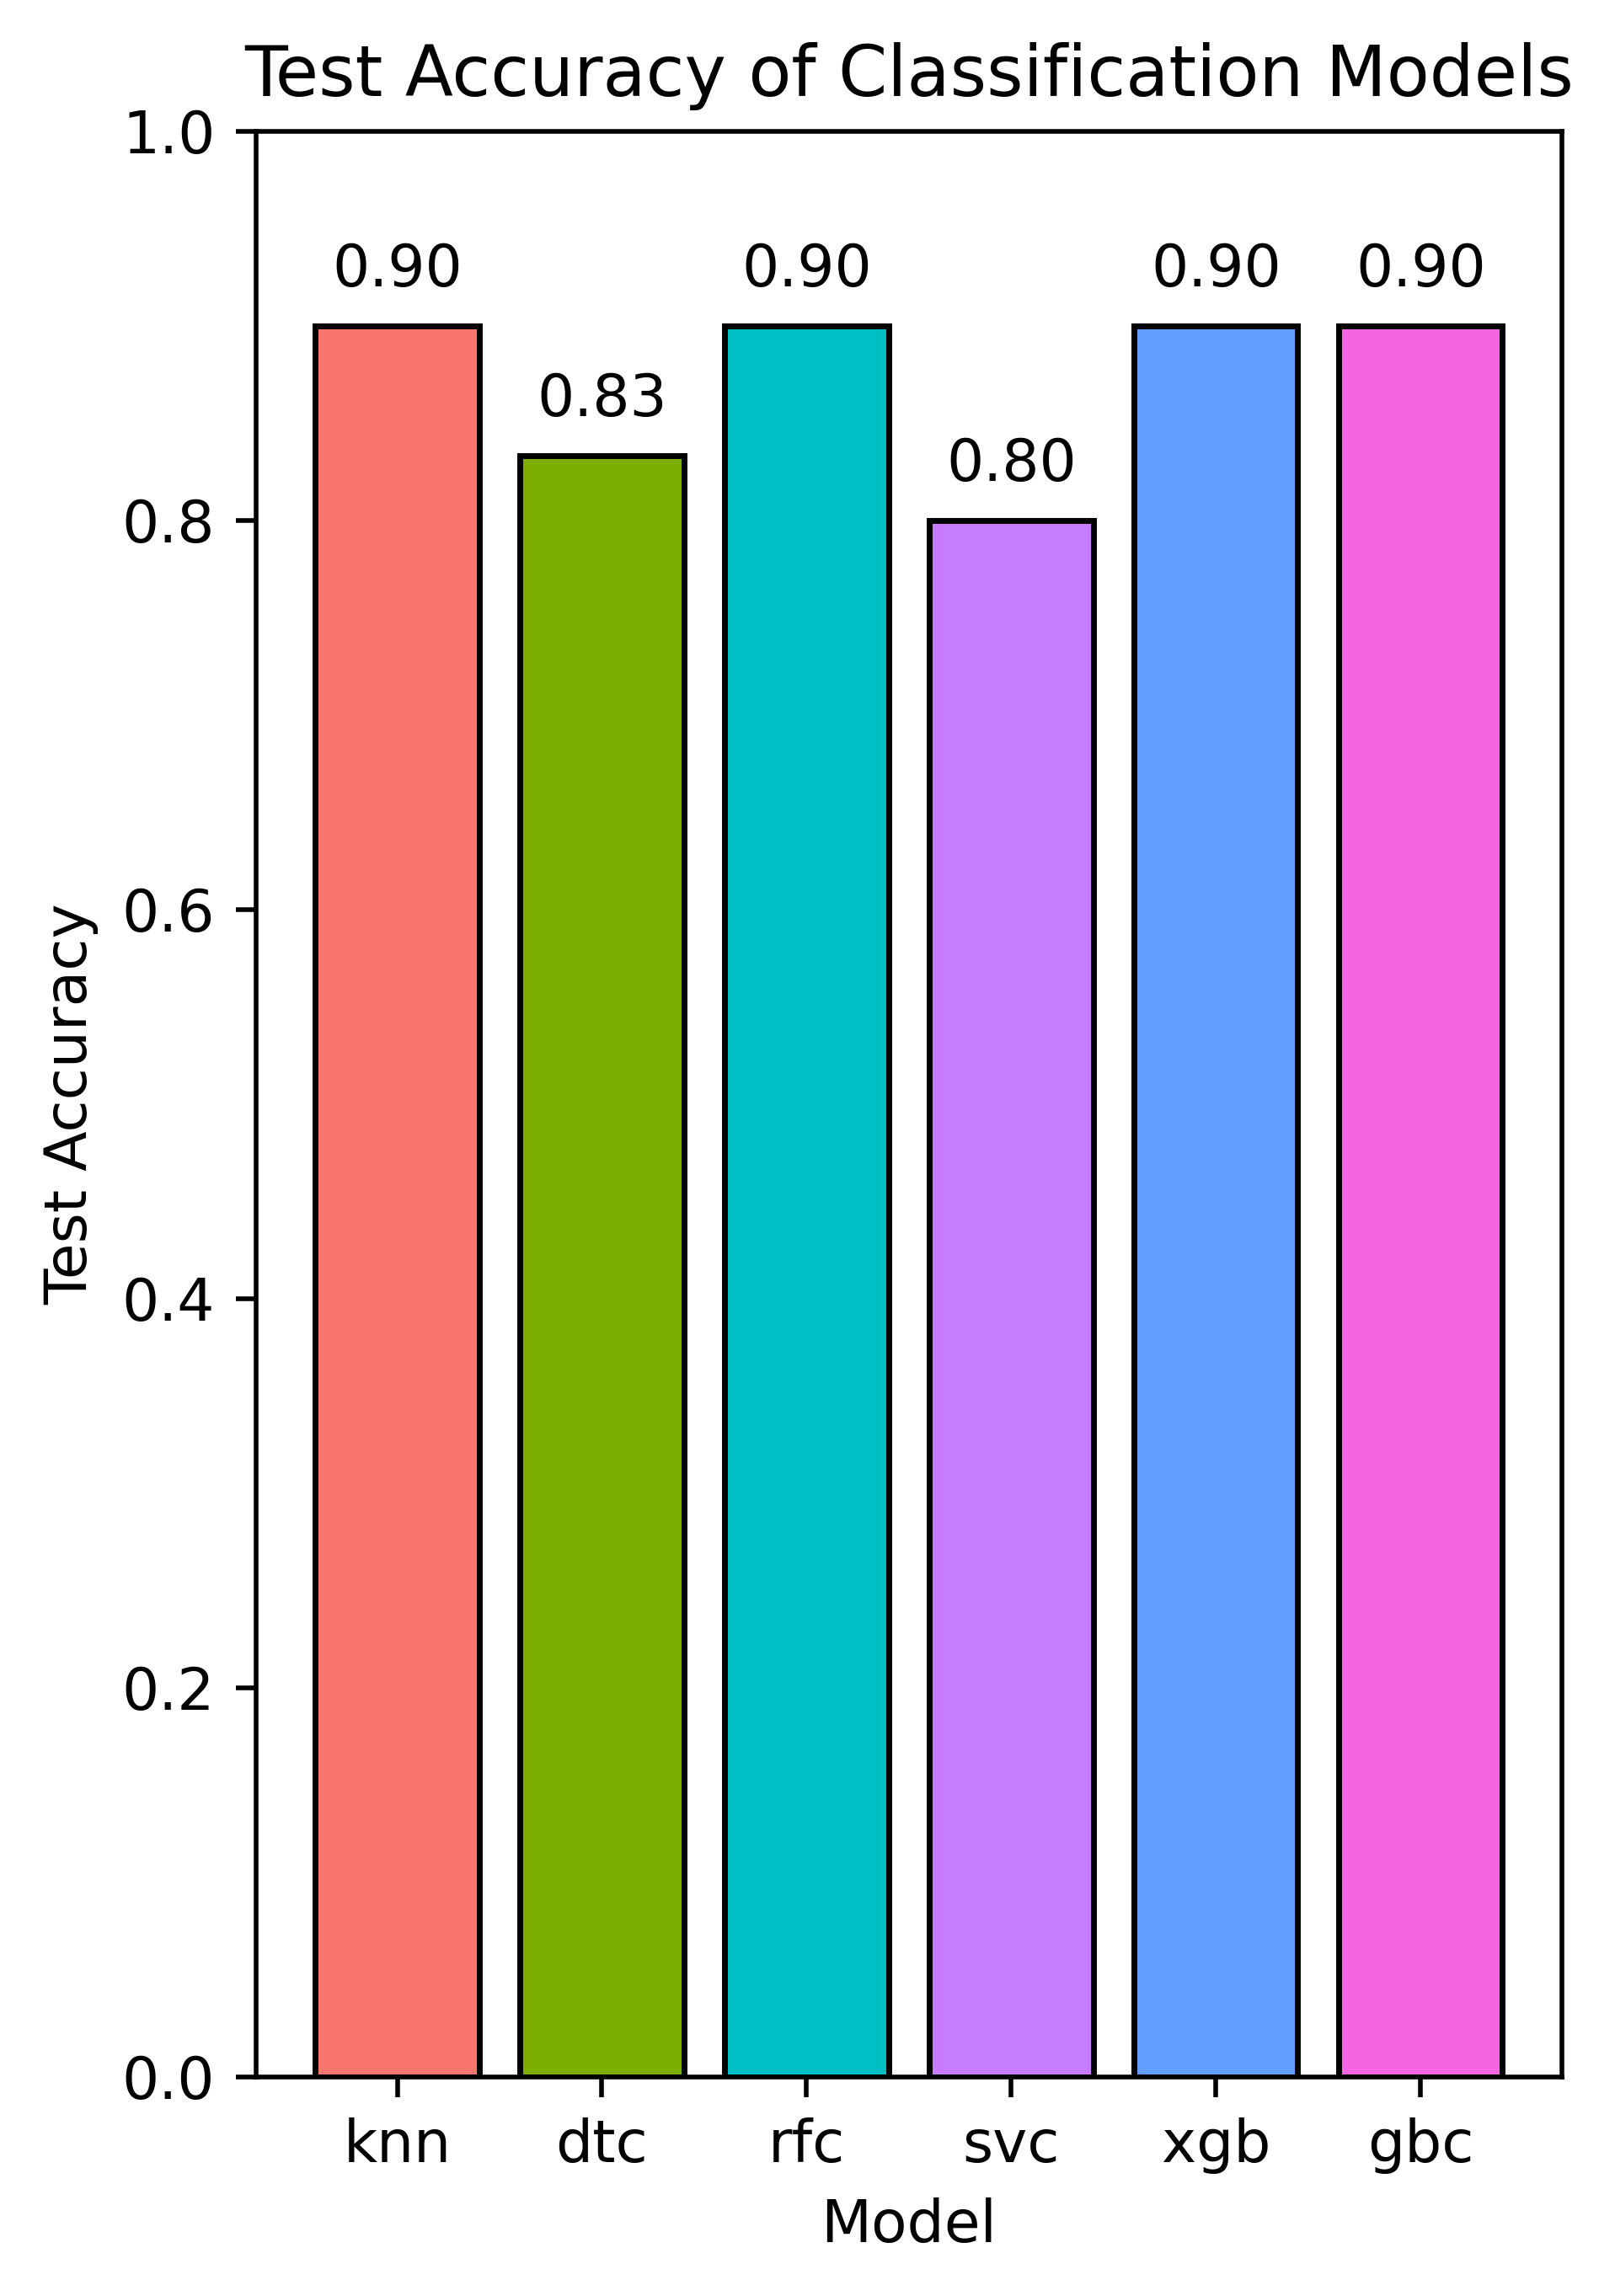 Test Accuracy of Classification Models
1.0
0.90 0.90 0.90 0.90
0.83
0.80
0.8
0.6
Test Accuracy
0.4
0.2
0.0
knn dtc rfc svc xgb gbc
Model